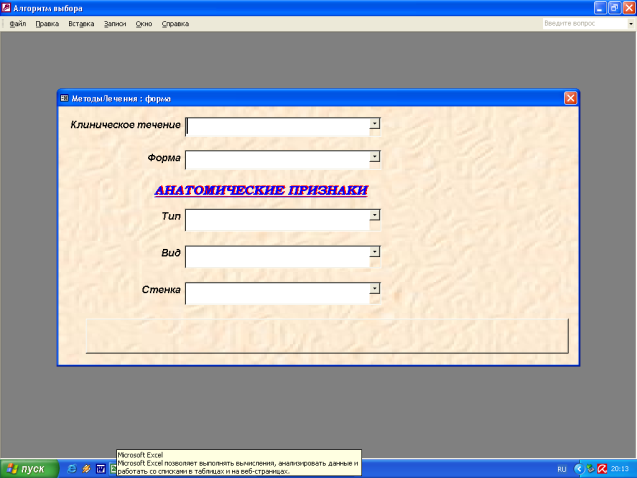 Алгоритм выбора
Файл Правка Вставка Записи Окно Справка
Введите вопрос
МетодыЛечения : форма
Клиническое течение
Форма
АНАТОМИЧЕСКИЕ ПРИЗНАКИ
Тип
Вид
Стенка
Microsoft Excel
Microsoft Excel позволяет выполнять вычисления, анализировать данные и
работать со списками в таблицах и на веб-страницах.
пуск
RU
20:13